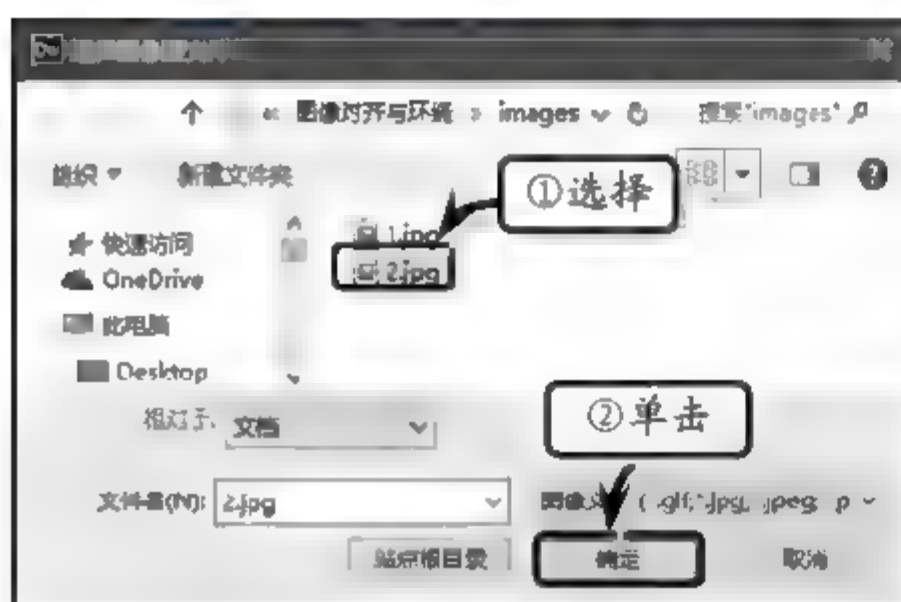 Dw
↑ « 图像对齐与环绕 » images 搜索"images"
组织 新建文件夹
①选择
快速访问
OneDrive
此电脑
Desktop
1.jpg
2.jpg
相对于: 文档
②单击
文件名(N): 2.jpg
站点根目录 确定 取消